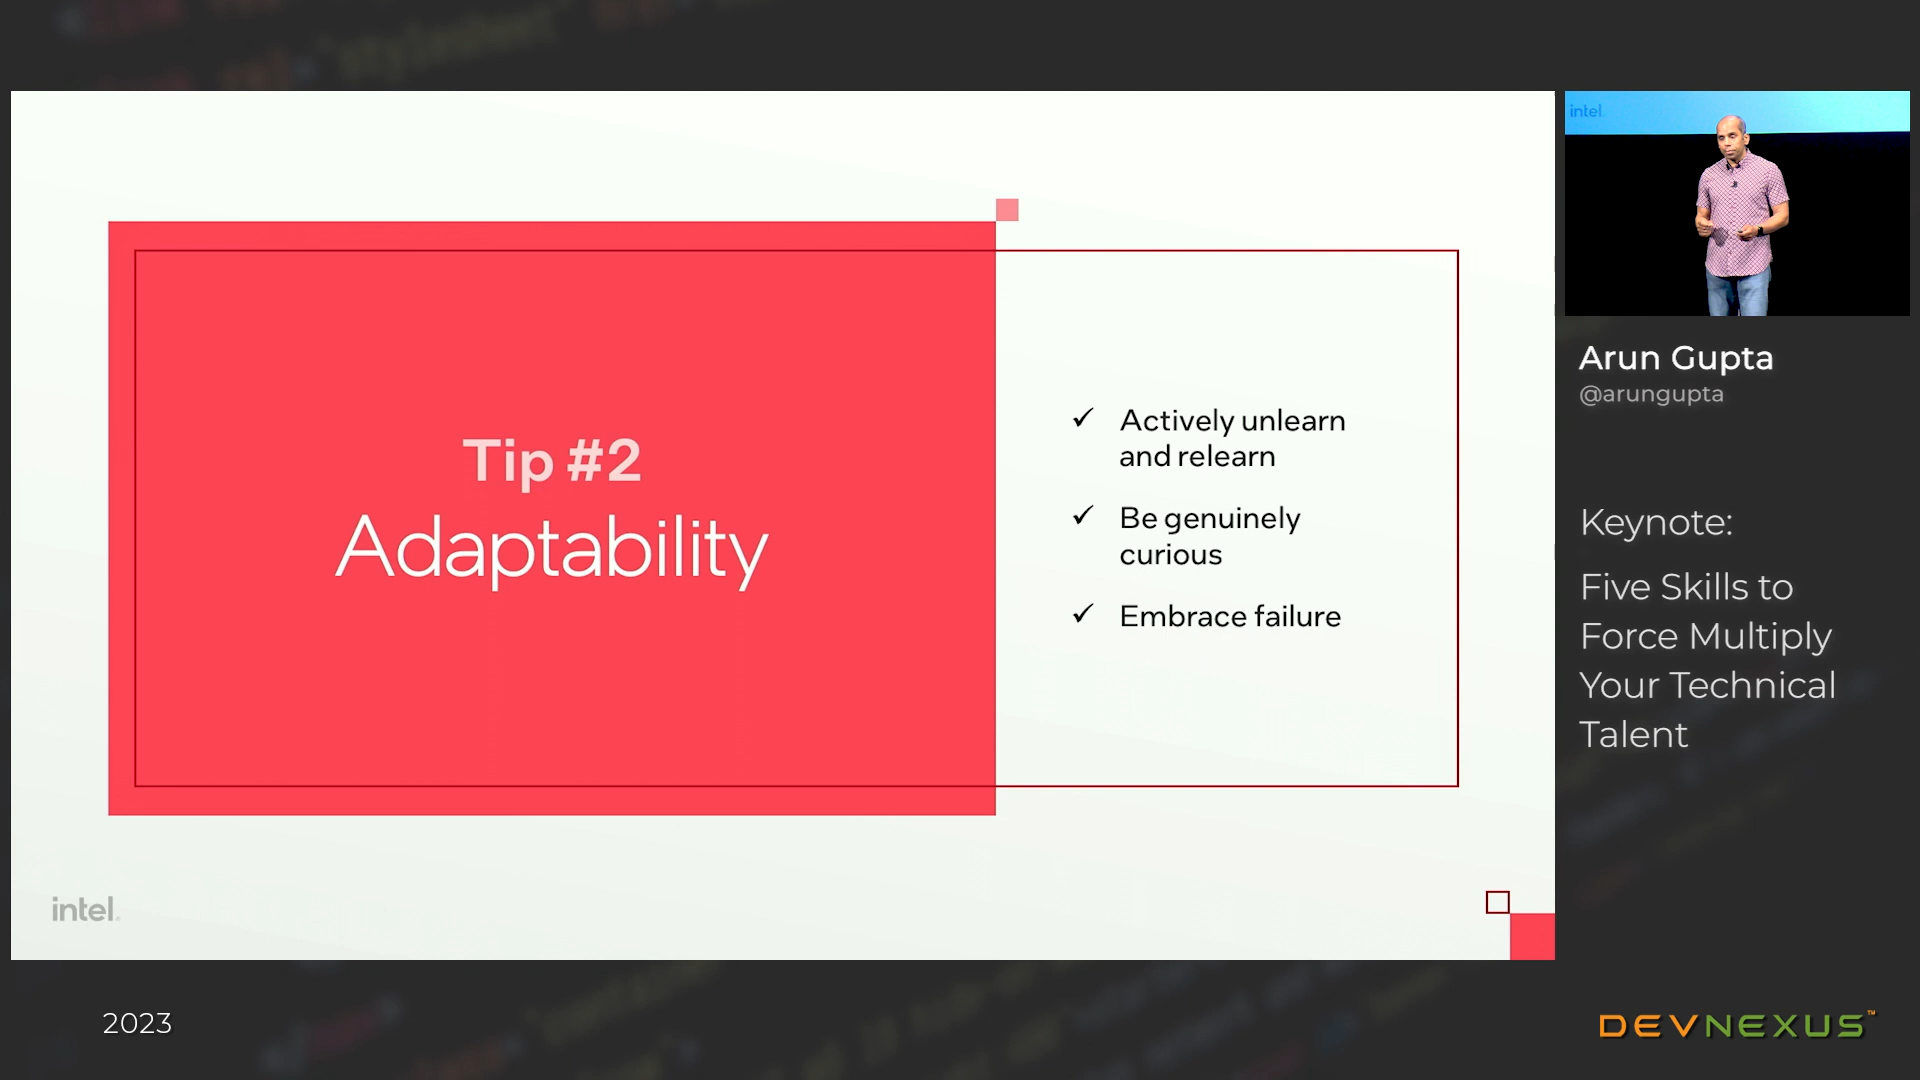 Tip #2
Adaptability
✓ Actively unlearn
and relearn
✓ Be genuinely
curious
✓ Embrace failure
intel.
intel
Arun Gupta
@arungupta
Keynote:
Five Skills to
Force Multiply
Your Technical
Talent
2023
DEVNEXUS™